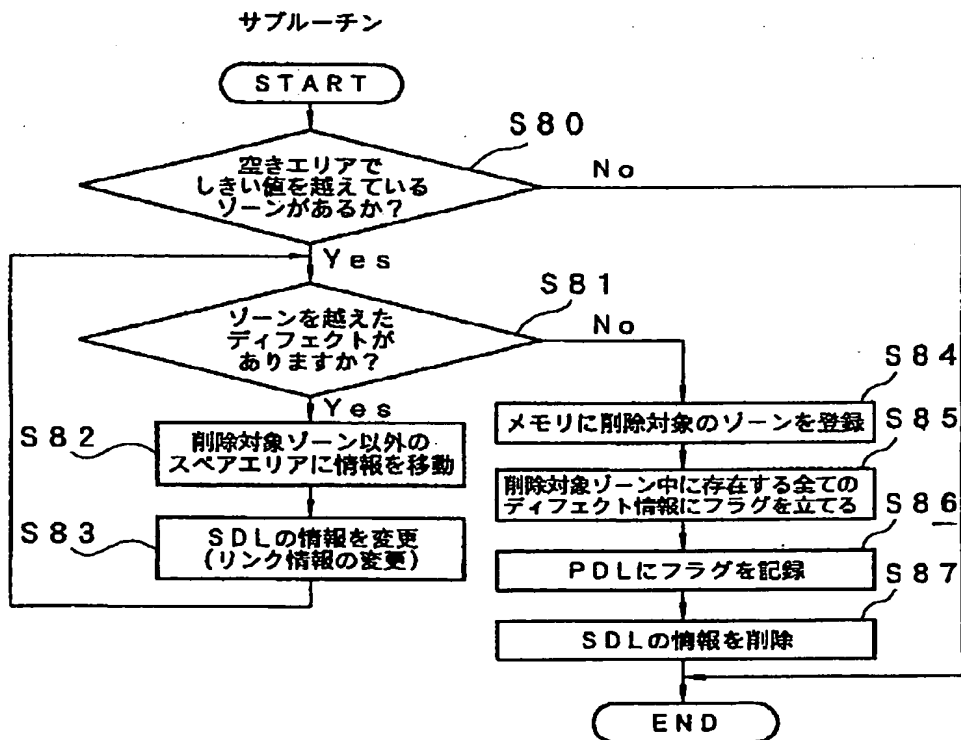 サブルーチン
START
S80
空きエリアで
しきい値を越えている
ゾーンがあるか？
No
Yes
S81
ゾーンを越えた
ディフェクトが
ありますか？
No
Yes
S82
削除対象ゾーン以外の
スペアエリアに情報を移動
S83
SDLの情報を変更
(リンク情報の変更)
S84
メモリに削除対象のゾーンを登録
S85
削除対象ゾーン中に存在する全ての
ディフェクト情報にフラグを立てる
S86
PDLにフラグを記録
S87
SDLの情報を削除
END